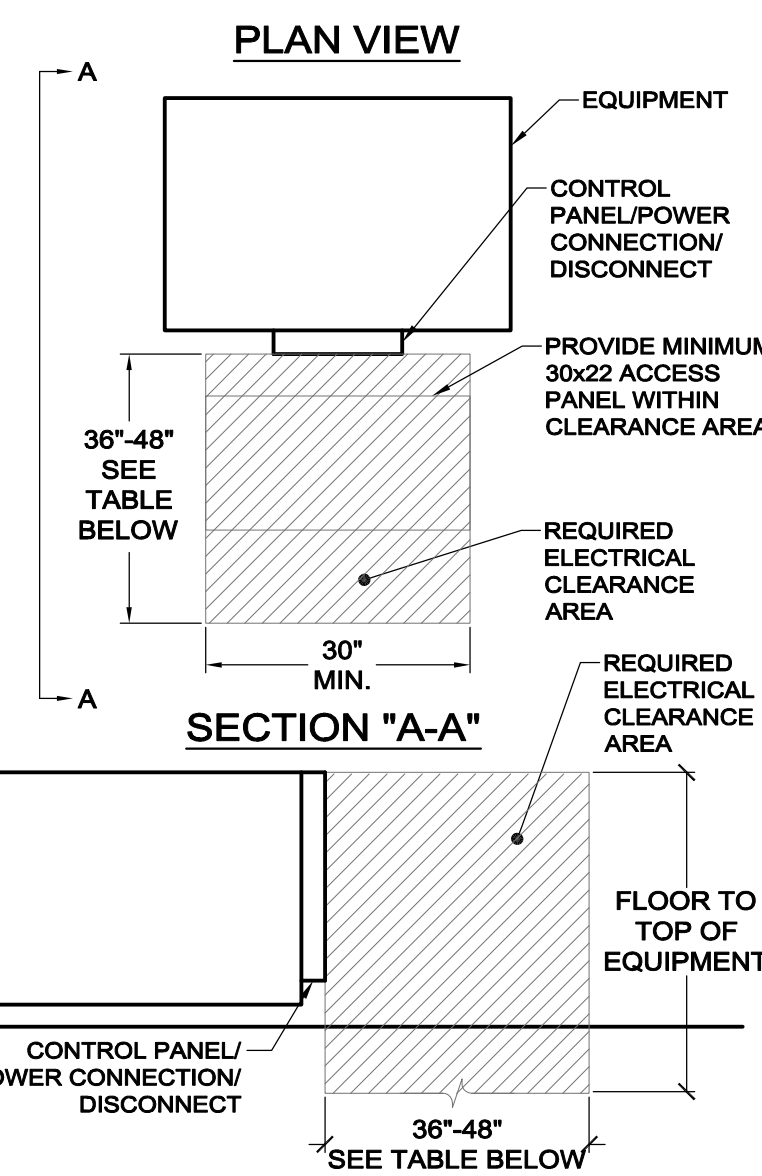 PLAN VIEW
A
EQUIPMENT
CONTROL
PANEL/POWER
CONNECTION/
DISCONNECT
PROVIDE MINIMUM
30x22 ACCESS
PANEL WITHIN
CLEARANCE AREA
36"-48"
SEE
TABLE
BELOW
REQUIRED
ELECTRICAL
CLEARANCE
AREA
30"
MIN.
A
SECTION "A-A"
REQUIRED
ELECTRICAL
CLEARANCE
AREA
FLOOR TO
TOP OF
EQUIPMENT
CONTROL PANEL/
OWER CONNECTION/
DISCONNECT
36"-48"
SEE TABLE BELOW